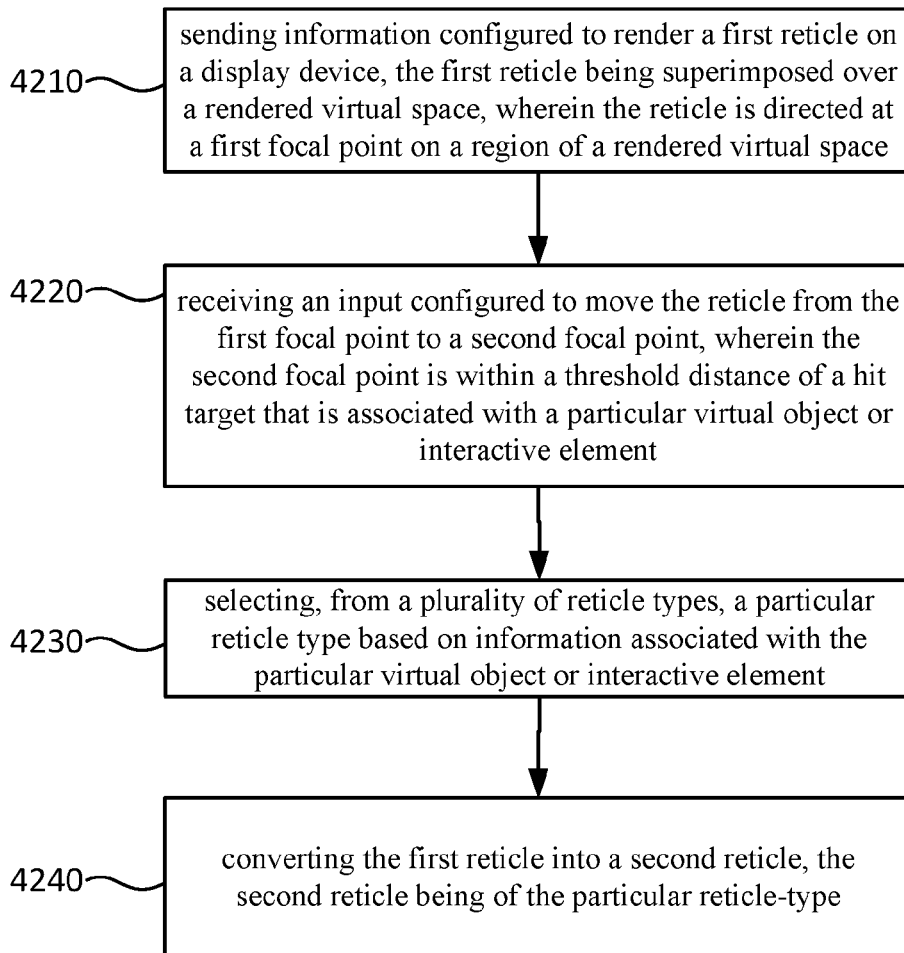 4210
sending information configured to render a first reticle on
a display device, the first reticle being superimposed over
a rendered virtual space, wherein the reticle is directed at
a first focal point on a region of a rendered virtual space
4220
receiving an input configured to move the reticle from the
first focal point to a second focal point, wherein the
second focal point is within a threshold distance of a hit
target that is associated with a particular virtual object or
interactive element
4230
selecting, from a plurality of reticle types, a particular
reticle type based on information associated with the
particular virtual object or interactive element
4240
converting the first reticle into a second reticle, the
second reticle being of the particular reticle-type